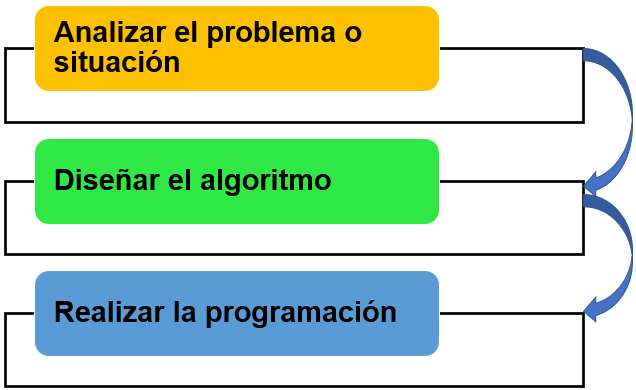 Analizar el problema o
situación
Diseñar el algoritmo
Realizar la programación